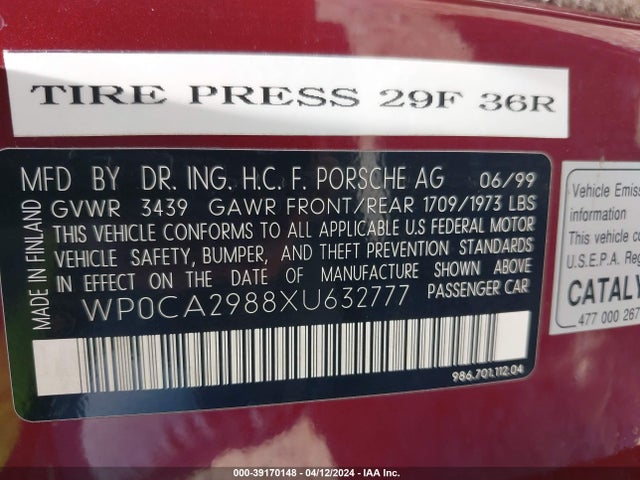 TIRE PRESS 29F 36R
MADE IN FINLAND
MFD BY DR. ING. H.C. F. PORSCHE AG 06/99
GVWR 3439 GAWR FRONT/REAR 1709/1973 LBS
THIS VEHICLE CONFORMS TO ALL APPLICABLE U.S FEDERAL MOTOR
VEHICLE SAFETY, BUMPER, AND THEFT PREVENTION STANDARDS
IN EFFECT ON THE DATE OF MANUFACTURE SHOWN ABOVE
WP0CA2988XU632777 PASSENGER CAR
986.701.112.04
Vehicle Emiss
information
This vehicle co
U.S.E.P.A. Reg
CATALY
477 000 267
000-39170148 - 04/12/2024 - IAA Inc.